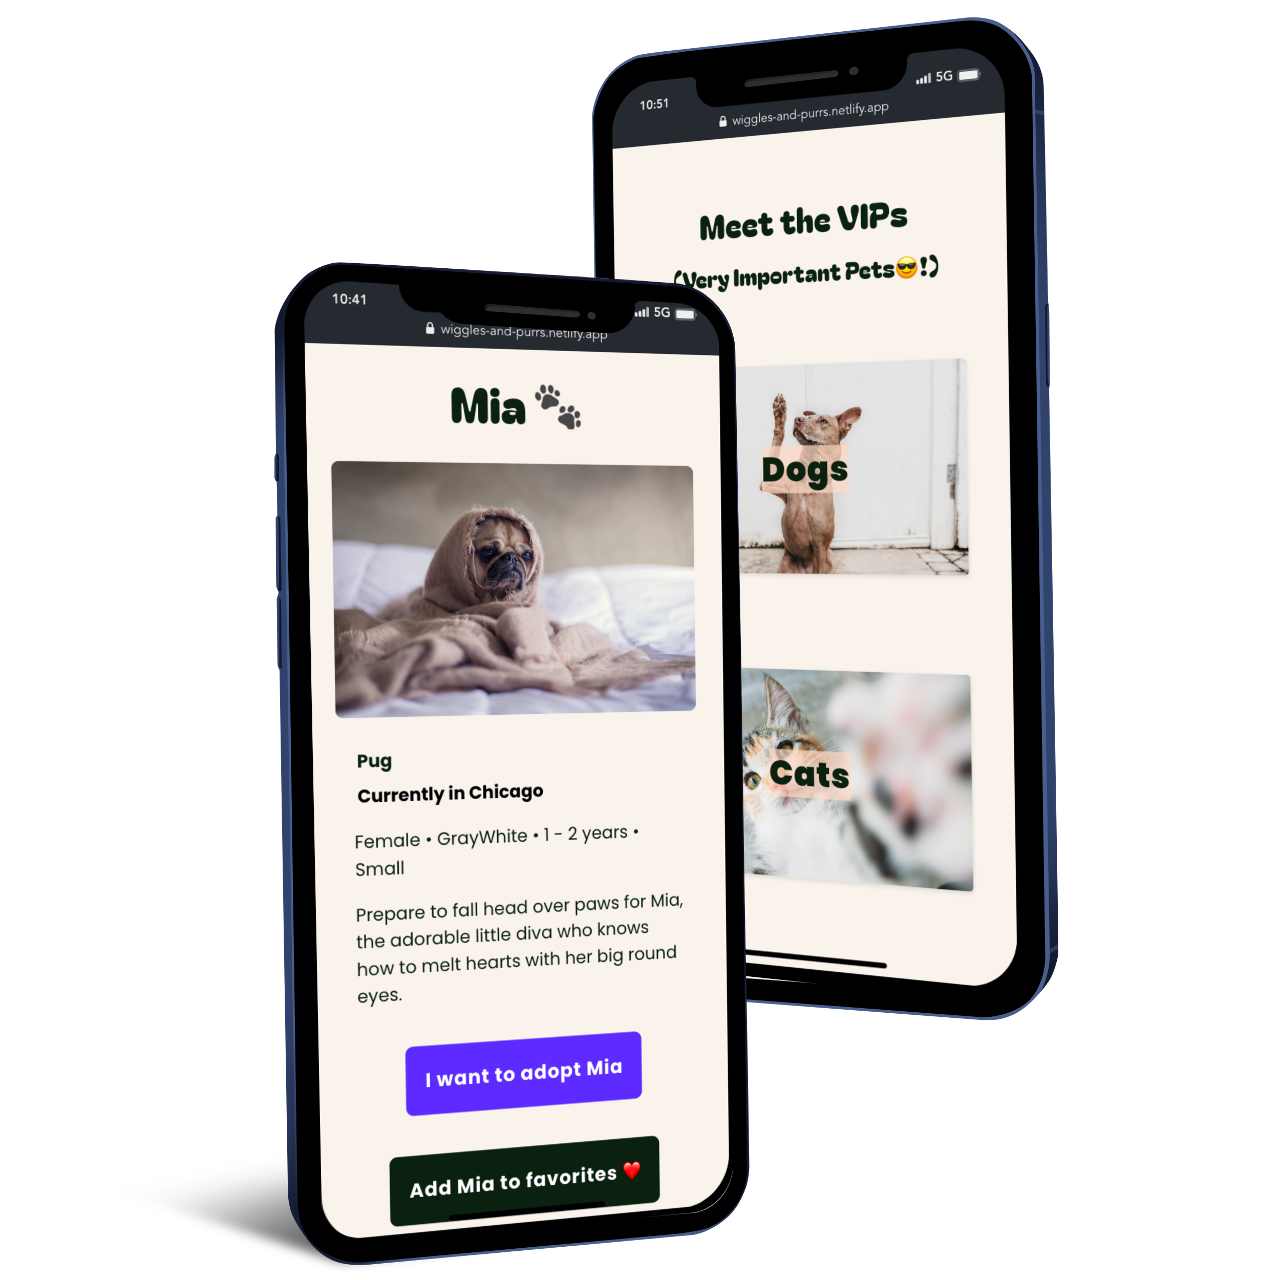 10:51
5G
wiggles-and-purrs.netlify.app
Meet the VIPs
(Very Important Pets😎!)
Dogs
Cats
10:41
5G
wiggles-and-purrs.netlify.app
Mia 🐾
Pug
Currently in Chicago
Female • GrayWhite • 1 - 2 years •
Small
Prepare to fall head over paws for Mia,
the adorable little diva who knows
how to melt hearts with her big round
eyes.
I want to adopt Mia
Add Mia to favorites ❤️